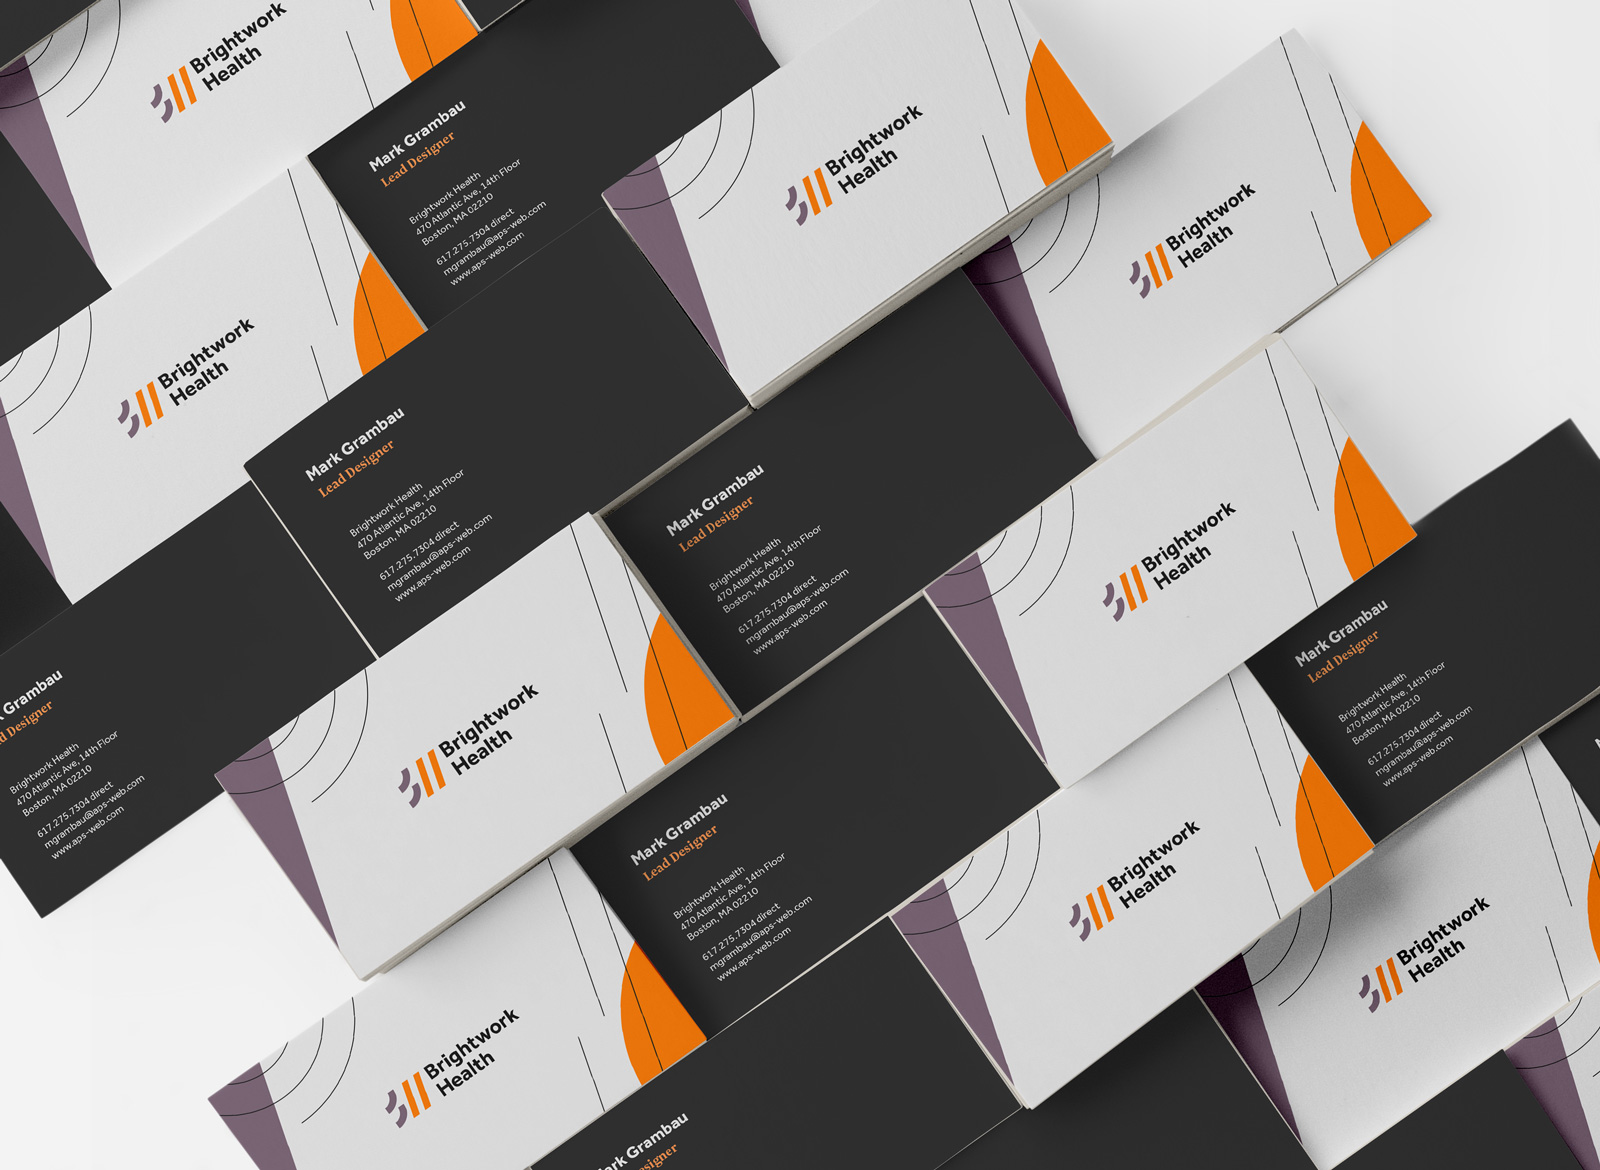 Brightwork
Health
Mark Grambau
Lead Designer
Brightwork Health
470 Atlantic Ave, 14th Floor
Boston, MA 02210
617.275.7304 direct
mgrambau@aps-web.com
www.aps-web.com
Brightwork
Health
Brightwork
Health
Brightwork
Health
Mark Grambau
Lead Designer
Brightwork Health
470 Atlantic Ave, 14th Floor
Boston, MA 02210
617.275.7304 direct
mgrambau@aps-web.com
www.aps-web.com
Mark Grambau
Lead Designer
Brightwork Health
470 Atlantic Ave, 14th Floor
Boston, MA 02210
617.275.7304 direct
mgrambau@aps-web.com
www.aps-web.com
Brightwork
Health
Mark Grambau
Lead Designer
Brightwork Health
470 Atlantic Ave, 14th Floor
Boston, MA 02210
617.275.7304 direct
mgrambau@aps-web.com
www.aps-web.com
Grambau
Designer
Brightwork Health
470 Atlantic Ave, 14th Floor
Boston, MA 02210
617.275.7304 direct
mgrambau@aps-web.com
www.aps-web.com
Brightwork
Health
Mark Grambau
Lead Designer
Brightwork Health
470 Atlantic Ave, 14th Floor
Boston, MA 02210
617.275.7304 direct
mgrambau@aps-web.com
www.aps-web.com
Brightwork
Health
Brightwork
Health
Brightwork
Health
Grambau
Designer